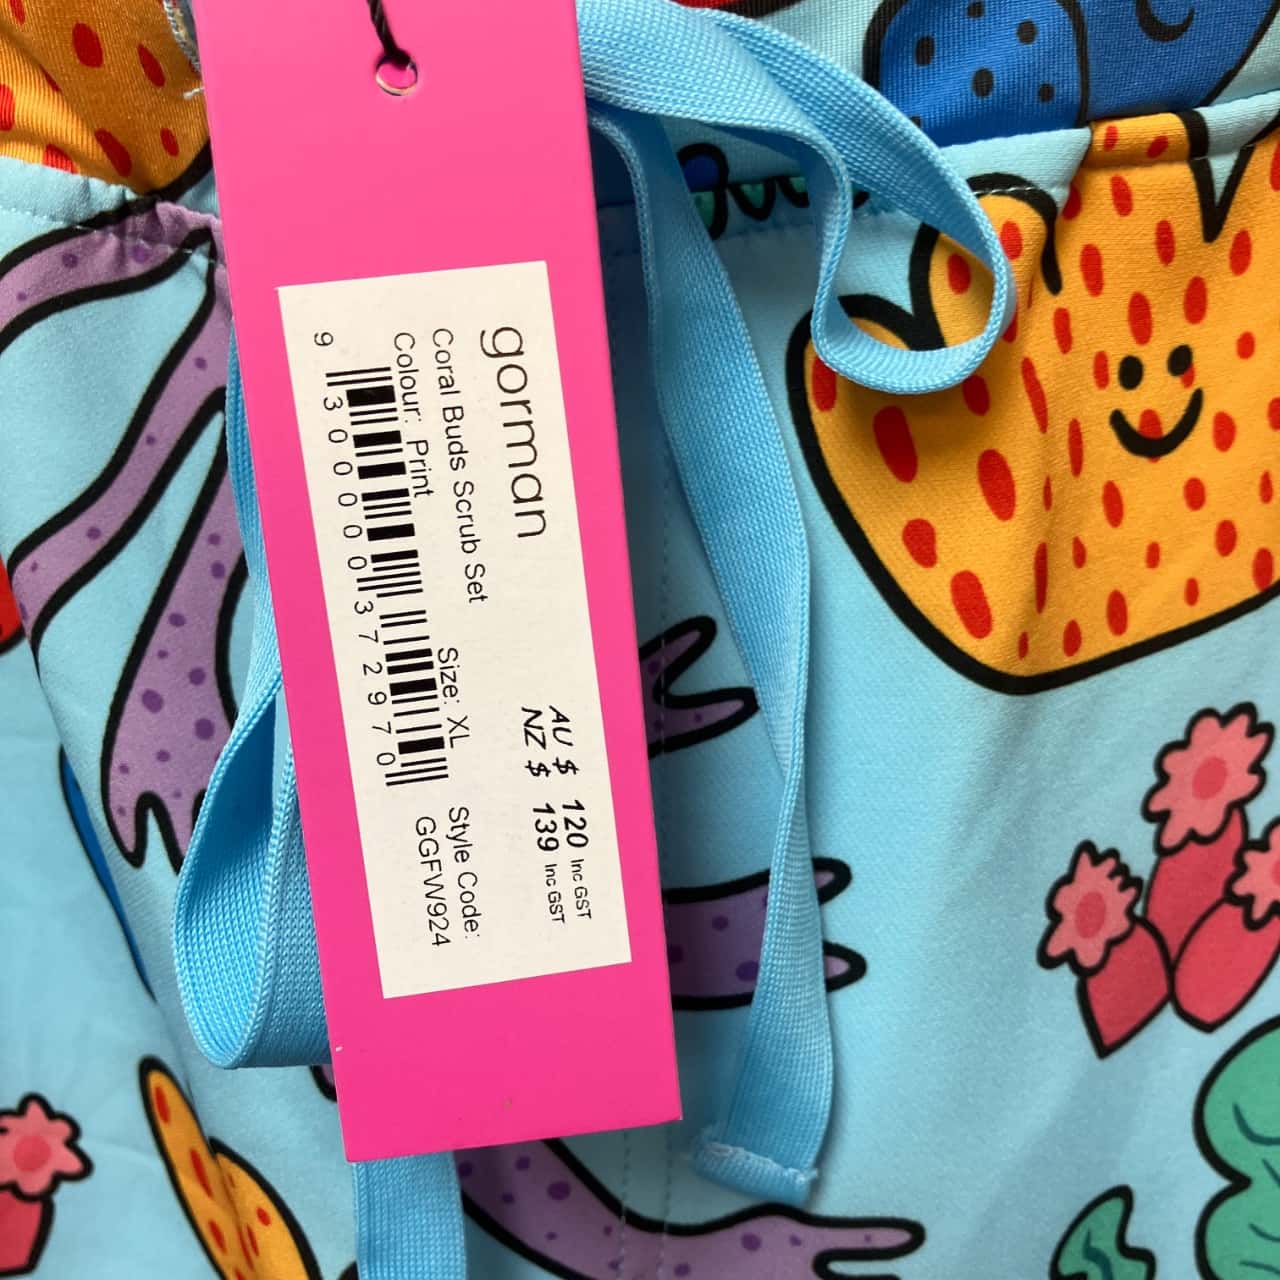 gorman
AU $ 120 Inc GST
NZ $ 139 Inc GST
Coral Buds Scrub Set
Size: XL
Style Code:
Colour: Print
GGFW924
9 300000 372970